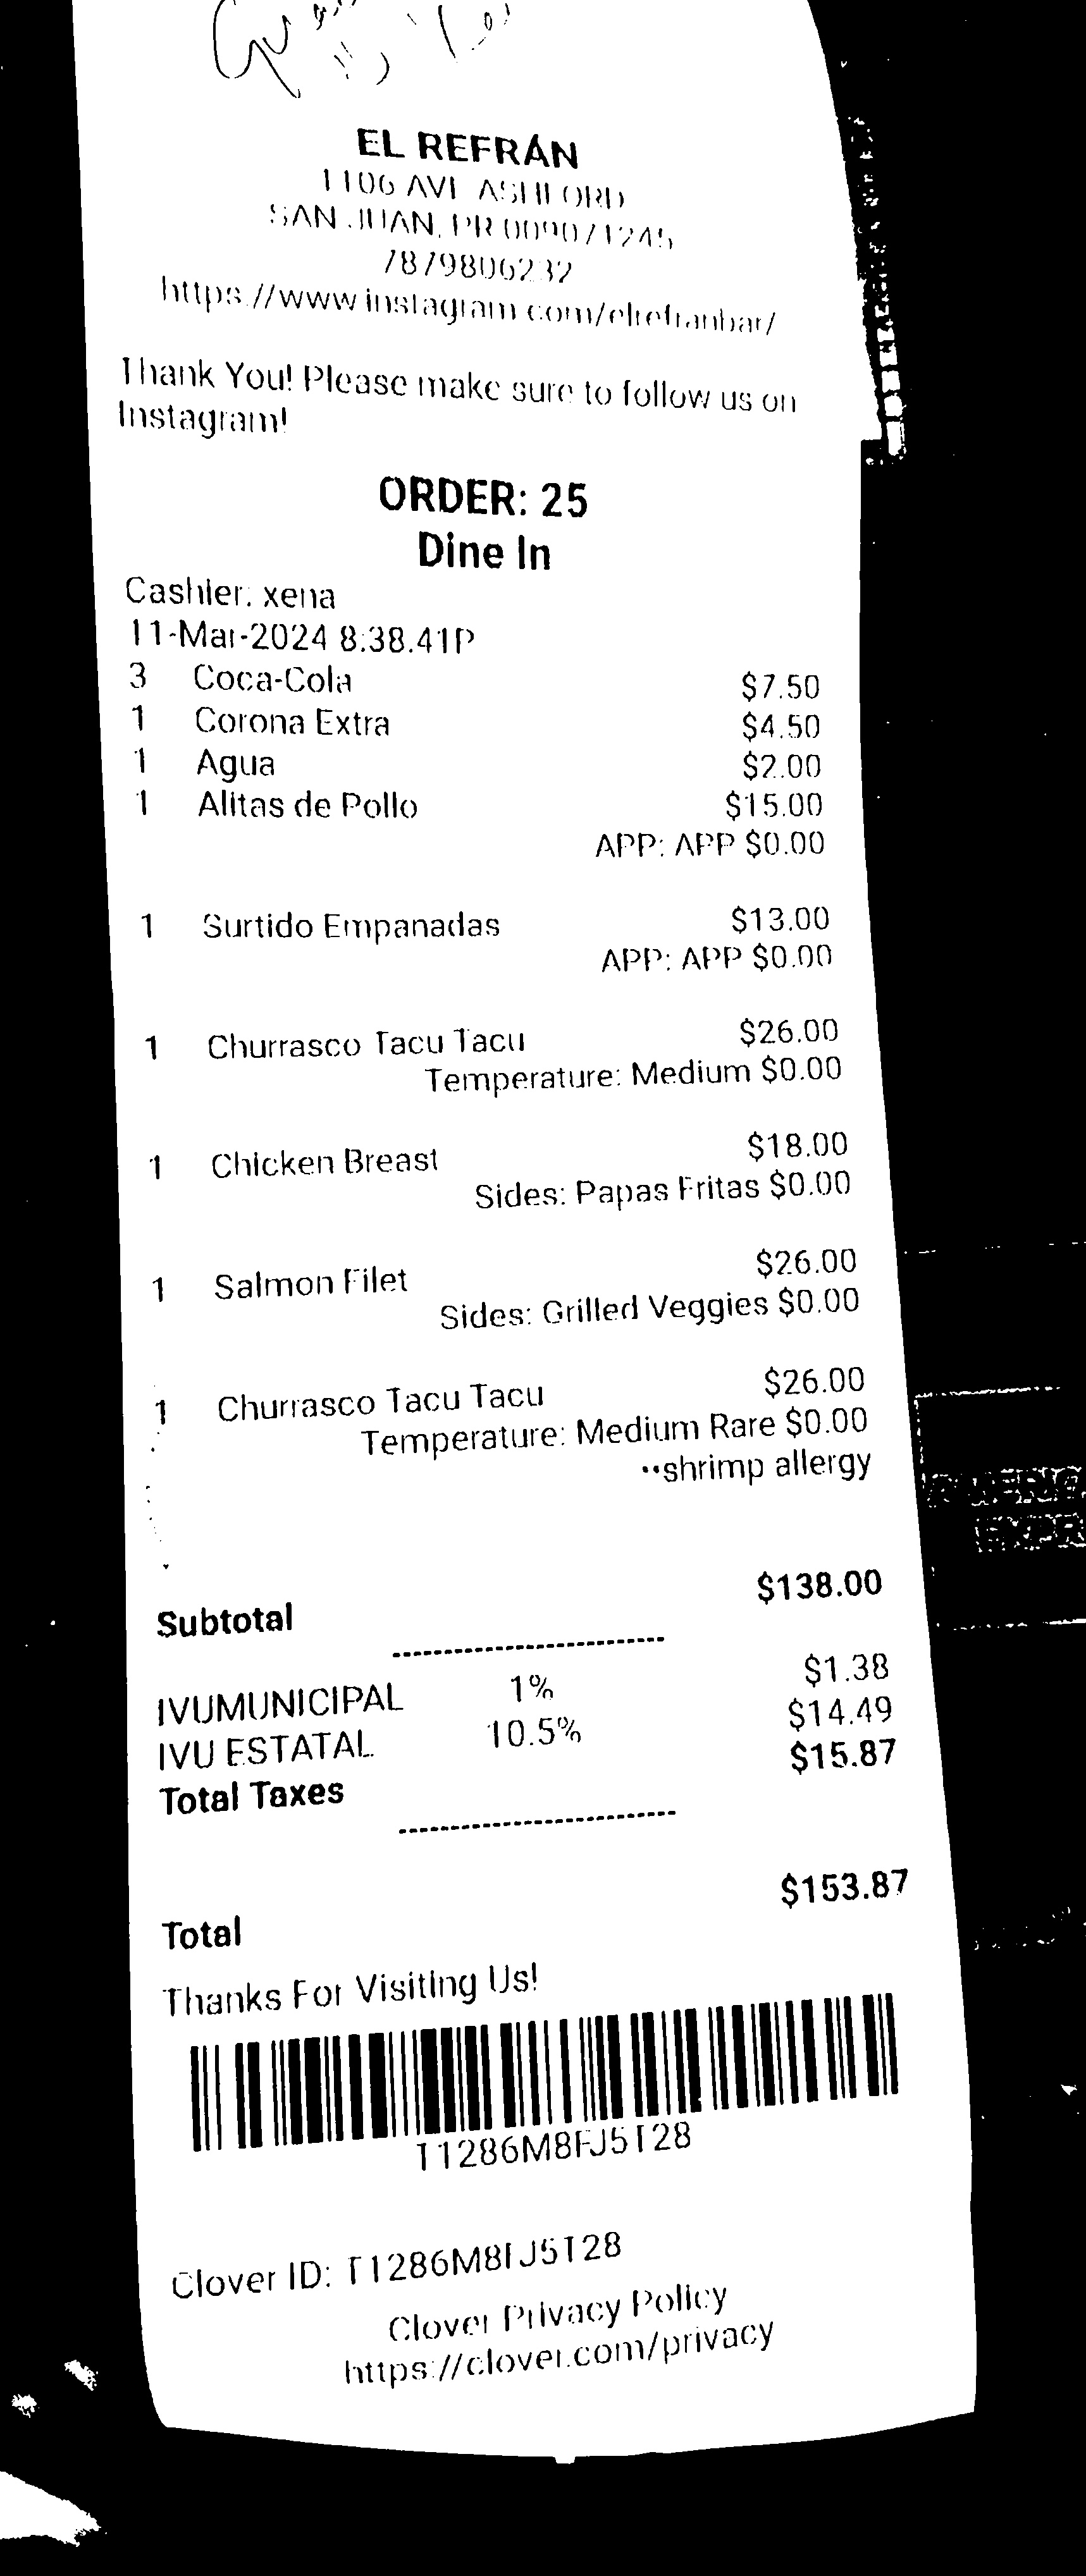 EL REFRÁN
1106 AVE ASHFORD
SAN JUAN, PR 009071245
7879806232
https://www.instagram.com/elrefranbar/
Thank You! Please make sure to follow us on
Instagram!
ORDER: 25
Dine In
Cashier: xena
11-Mar-2024 8:38:41P
3 Coca-Cola $7.50
1 Corona Extra $4.50
1 Agua $2.00
1 Alitas de Pollo $15.00
APP: APP $0.00
1 Surtido Empanadas $13.00
APP: APP $0.00
1 Churrasco Tacu Tacu $26.00
Temperature: Medium $0.00
1 Chicken Breast $18.00
Sides: Papas Fritas $0.00
1 Salmon Filet $26.00
Sides: Grilled Veggies $0.00
1 Churrasco Tacu Tacu $26.00
Temperature: Medium Rare $0.00
**shrimp allergy
Subtotal $138.00
IVUMUNICIPAL 1% $1.38
IVU ESTATAL 10.5% $14.49
Total Taxes $15.87
Total $153.87
Thanks For Visiting Us!
T1286M8FJ5T28
Clover ID: T1286M8FJ5T28
Clover Privacy Policy
https://clover.com/privacy